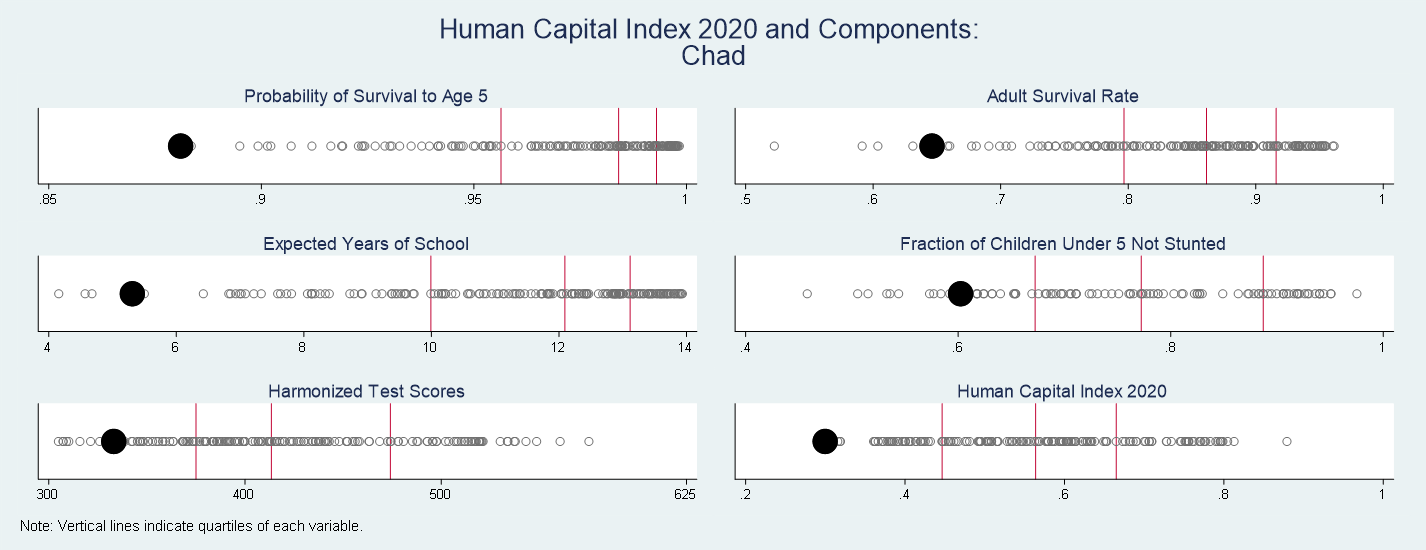 Human Capital Index 2020 and Components:
Chad
Probability of Survival to Age 5
.85 .9 .95 1
Adult Survival Rate
.5 .6 .7 .8 .9 1
Expected Years of School
4 6 8 10 12 14
Fraction of Children Under 5 Not Stunted
.4 .6 .8 1
Harmonized Test Scores
300 400 500 625
Human Capital Index 2020
.2 .4 .6 .8 1
Note: Vertical lines indicate quartiles of each variable.